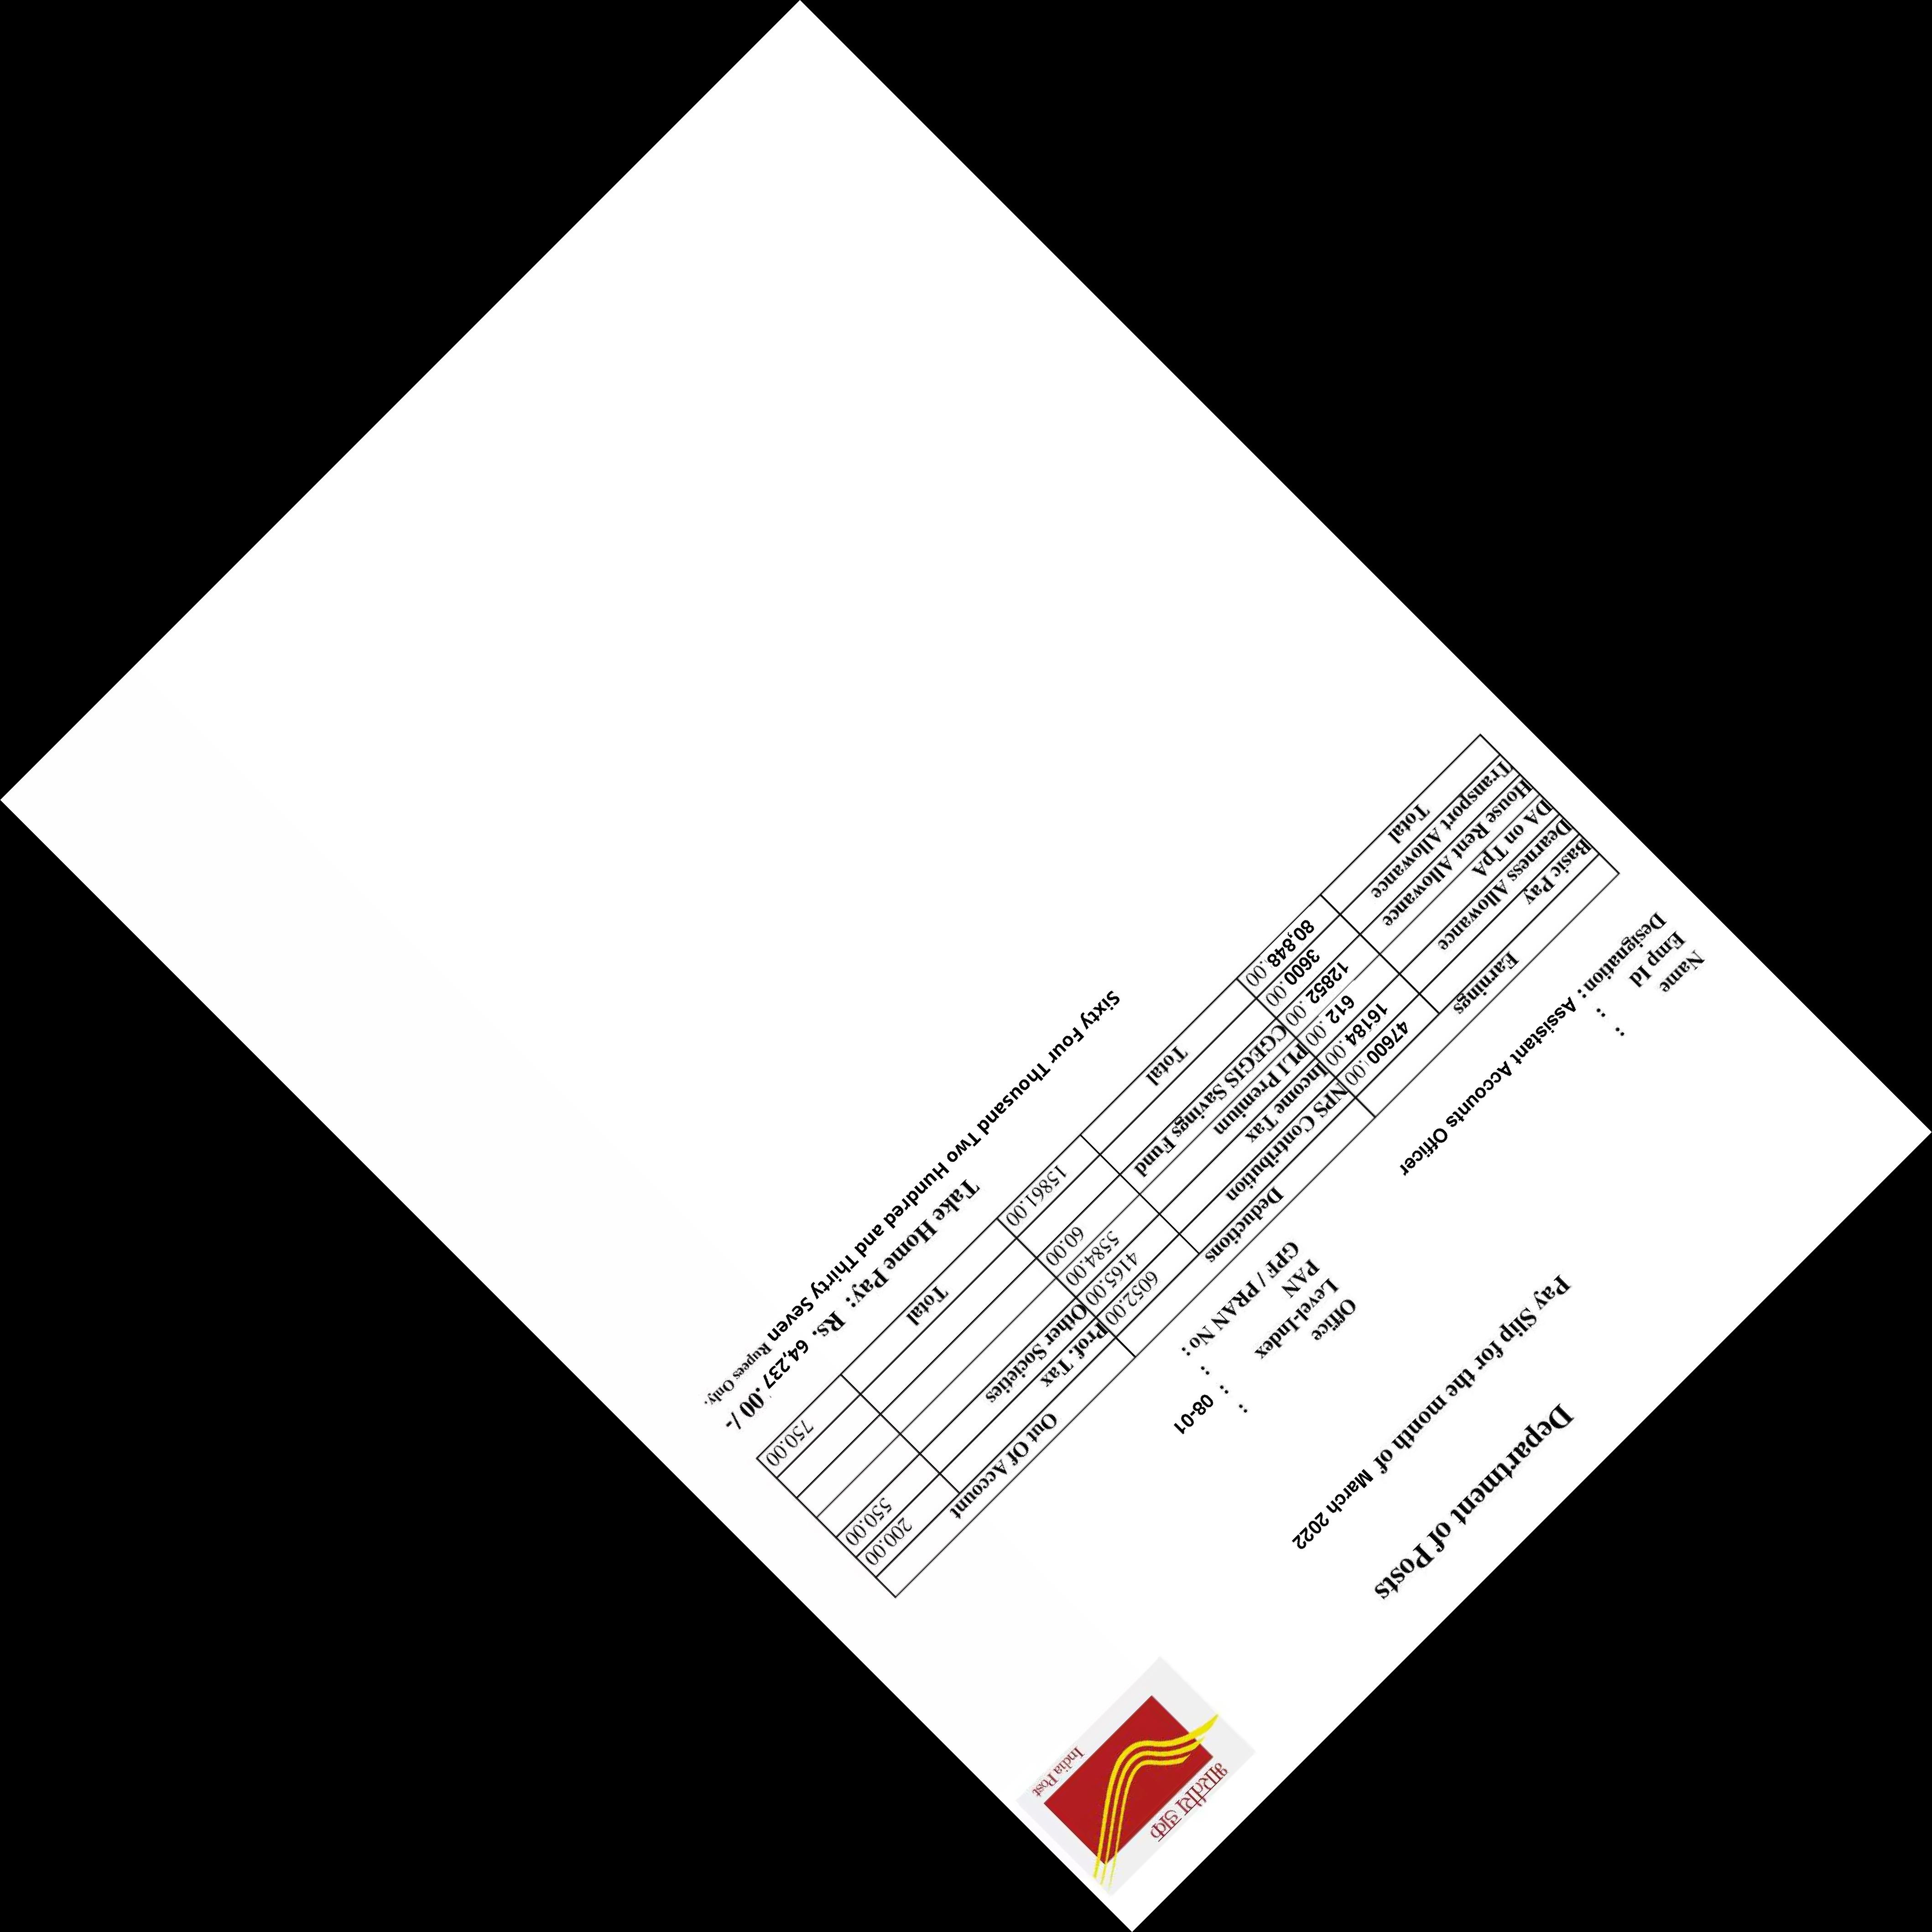 भारतीय डाक
India Post
Department of Posts
Pay Slip for the month of March 2022
Name : Office :
Emp Id : Level-Index : 08-01
Designation : Assistant Accounts Officer PAN :
GPF / PRAN No :
Earnings Deductions Out Of Account
Basic Pay 47600.00 NPS Contribution 6052.00 Prof. Tax 200.00
Dearness Allowance 16184.00 Income Tax 4165.00 Other Societies 550.00
DA on TpA 612.00 PLI Premium 5584.00
House Rent Allowance 12852.00 CGEGIS Savings Fund 60.00
Transport Allowance 3600.00
Total 80,848.00 Total 15861.00 Total 750.00
Take Home Pay: Rs. 64,237.00 /-
Sixty Four Thousand Two Hundred and Thirty Seven Rupees Only.